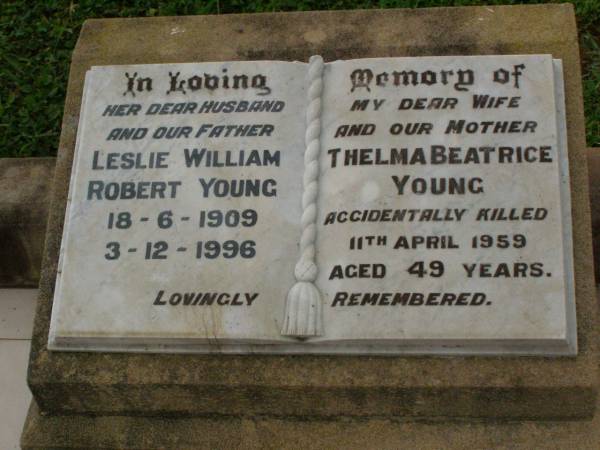 In Loving
HER DEAR HUSBAND
AND OUR FATHER
LESLIE WILLIAM
ROBERT YOUNG
18 - 6 - 1909
3 - 12 - 1996
LOVINGLY
Memory of
MY DEAR WIFE
AND OUR MOTHER
THELMA BEATRICE
YOUNG
ACCIDENTALLY KILLED
11TH APRIL 1959
AGED 49 YEARS.
REMEMBERED.